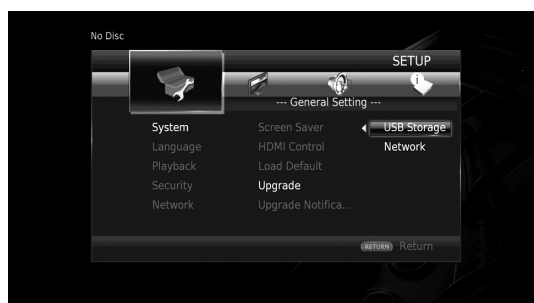 No Disc
SETUP
--- General Setting ---
System Screen Saver USB Storage
Language HDMI Control Network
Playback Load Default
Security Upgrade
Network Upgrade Notifica...
RETURN Return